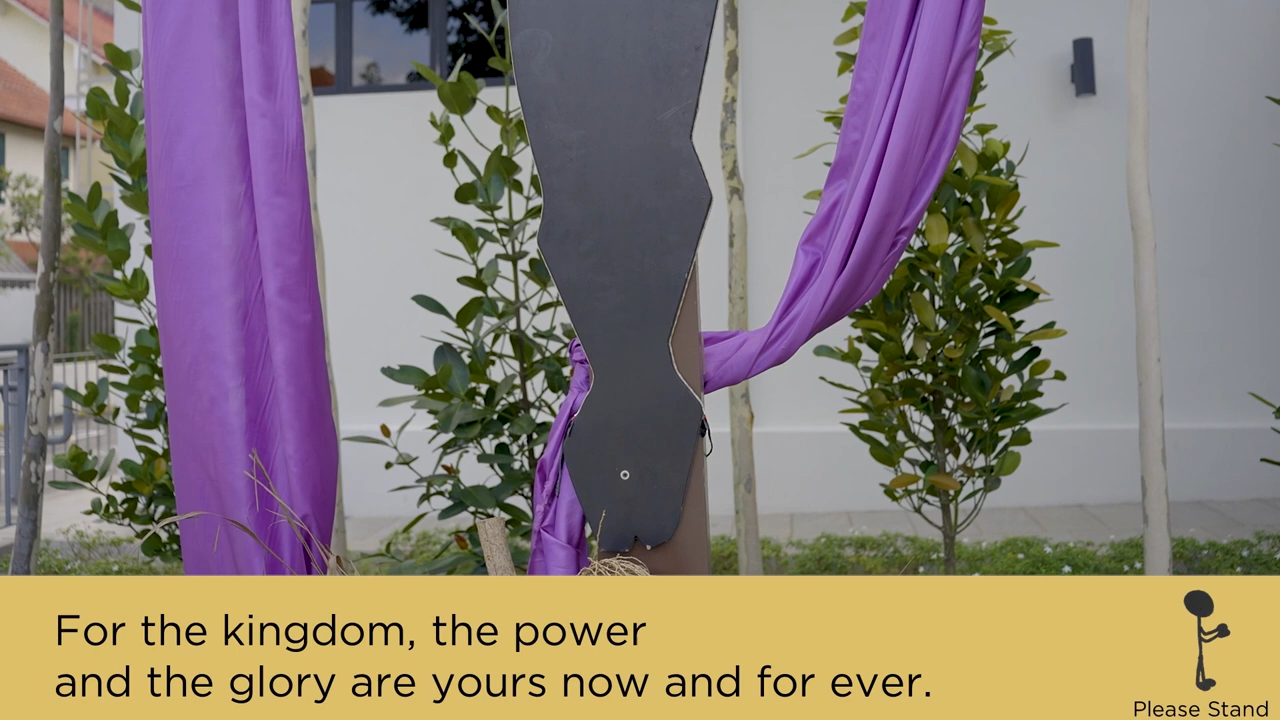 For the kingdom, the power
and the glory are yours now and for ever.
Please Stand